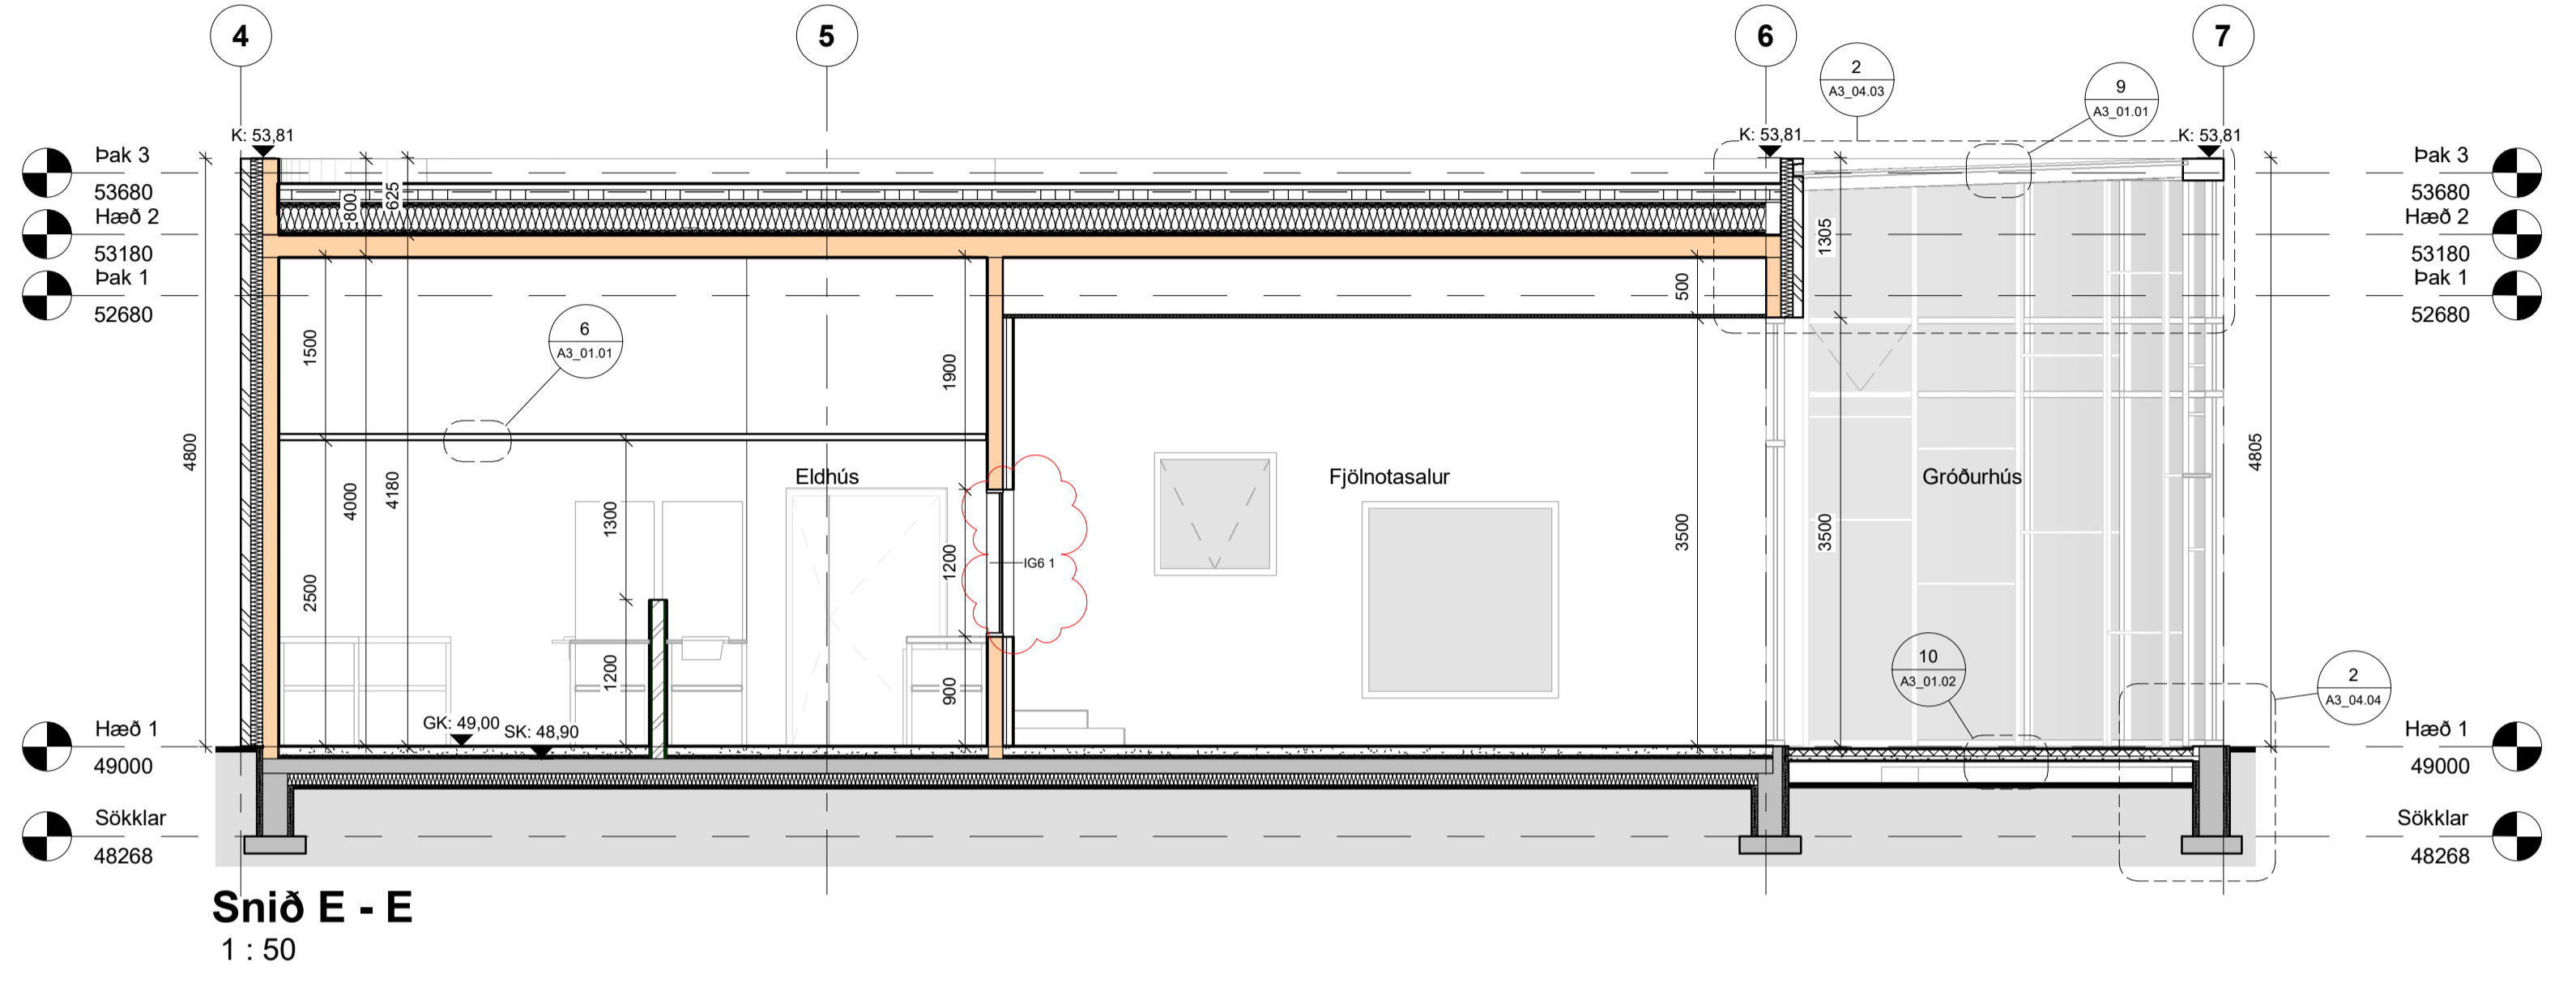 4
5
6
7
2
A3_04.03
9
A3_01.01
K: 53,81
K: 53,81
K: 53,81
Þak 3
53680
Hæð 2
53180
Þak 1
52680
Þak 3
53680
Hæð 2
53180
Þak 1
52680
800
625
1305
500
6
A3_01.01
1500
1900
4800
4000
4180
4805
Eldhús
Fjölnotasalur
Gróðurhús
1300
2500
1200
IG6 1
3500
3500
1200
900
10
A3_01.02
2
A3_04.04
GK: 49,00
SK: 48,90
Hæð 1
49000
Sökklar
48268
Hæð 1
49000
Sökklar
48268
Snið E - E
1 : 50